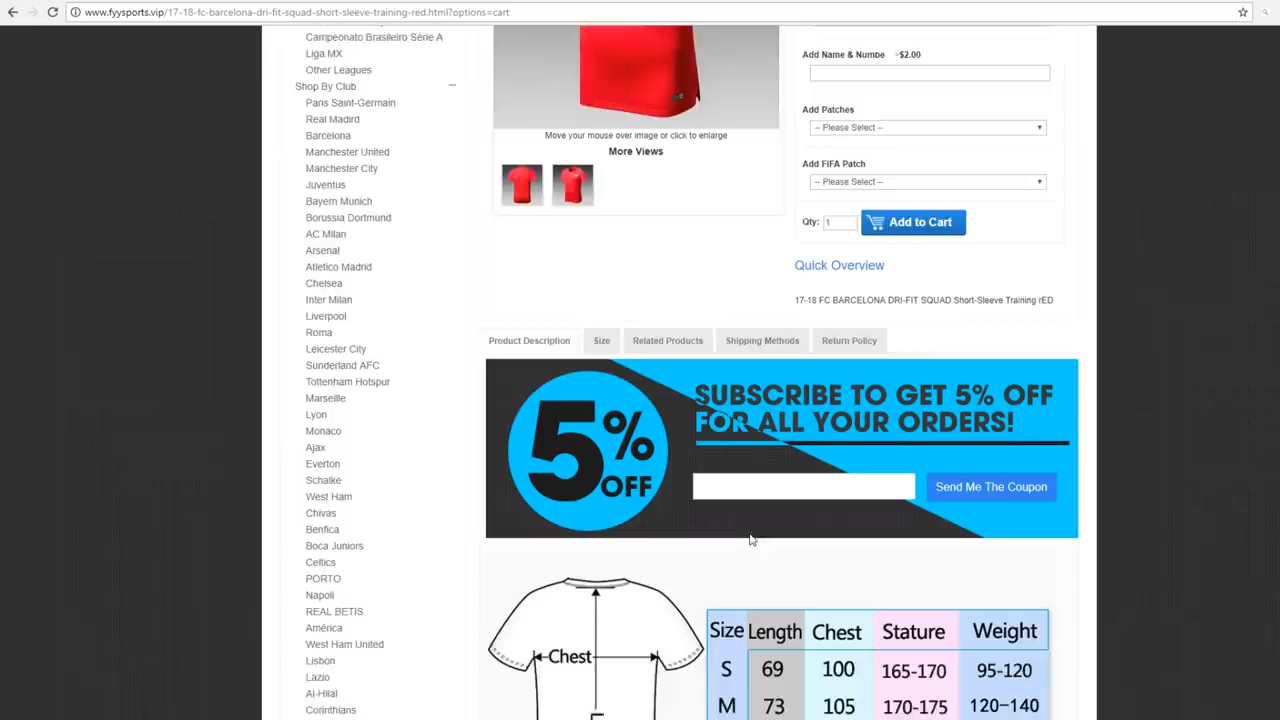 www.fyysports.vip/17-18-fc-barcelona-dri-fit-squad-short-sleeve-training-red.html?options=cart
Campeonato Brasileiro Série A
Liga MX
Other Leagues
Shop By Club
Paris Saint-Germain
Real Madird
Barcelona
Manchester United
Manchester City
Juventus
Bayern Munich
Borussia Dortmund
AC Milan
Arsenal
Atletico Madrid
Chelsea
Inter Milan
Liverpool
Roma
Leicester City
Sunderland AFC
Tottenham Hotspur
Marseille
Lyon
Monaco
Ajax
Everton
Schalke
West Ham
Chivas
Benfica
Boca Juniors
Celtics
PORTO
Napoli
REAL BETIS
América
West Ham United
Lisbon
Lazio
Al-Hilal
Corinthians
Move your mouse over image or click to enlarge
More Views
Add Name & Numbe +$2.00
Add Patches
-- Please Select --
Add FIFA Patch
-- Please Select --
Qty: 1 Add to Cart
Quick Overview
17-18 FC BARCELONA DRI-FIT SQUAD Short-Sleeve Training rED
Product Description Size Related Products Shipping Methods Return Policy
5% OFF
SUBSCRIBE TO GET 5% OFF
FOR ALL YOUR ORDERS!
Send Me The Coupon
Chest
Size Length Chest Stature Weight
S 69 100 165-170 95-120
M 73 105 170-175 120-140